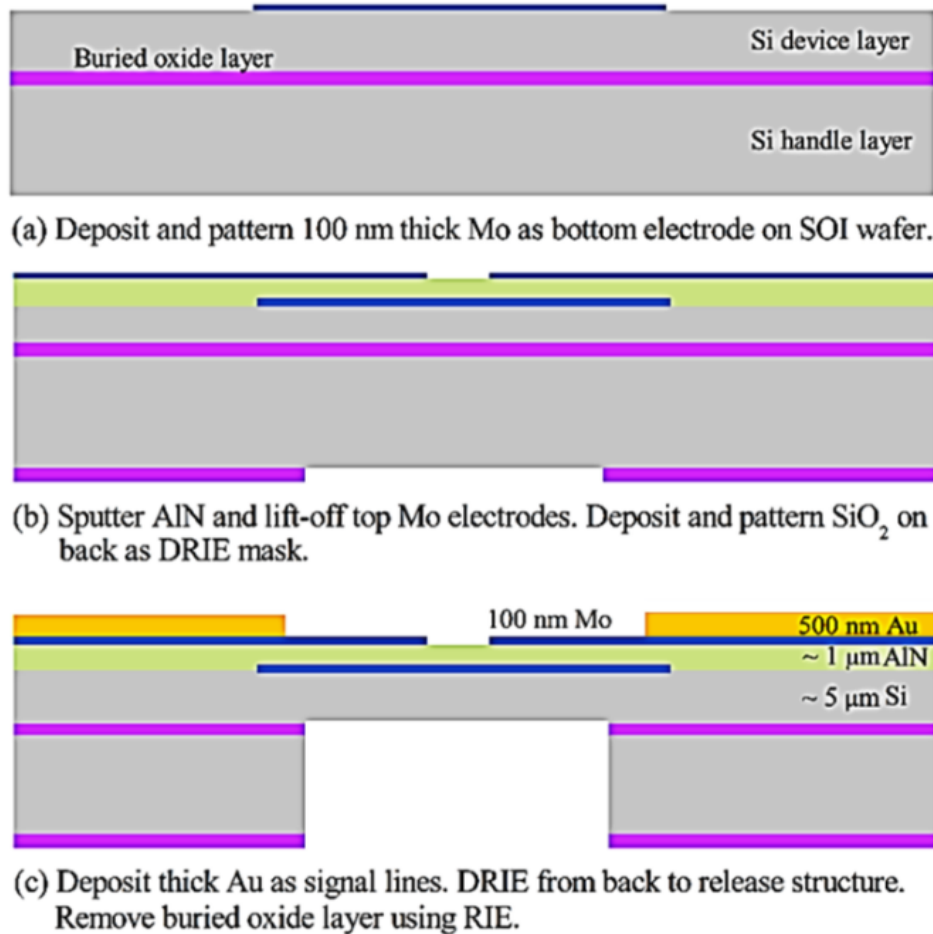 Si device layer
Buried oxide layer
Si handle layer
(a) Deposit and pattern 100 nm thick Mo as bottom electrode on SOI wafer.
(b) Sputter AlN and lift-off top Mo electrodes. Deposit and pattern SiO₂ on
back as DRIE mask.
100 nm Mo
500 nm Au
~ 1 μm AlN
~ 5 μm Si
(c) Deposit thick Au as signal lines. DRIE from back to release structure.
Remove buried oxide layer using RIE.